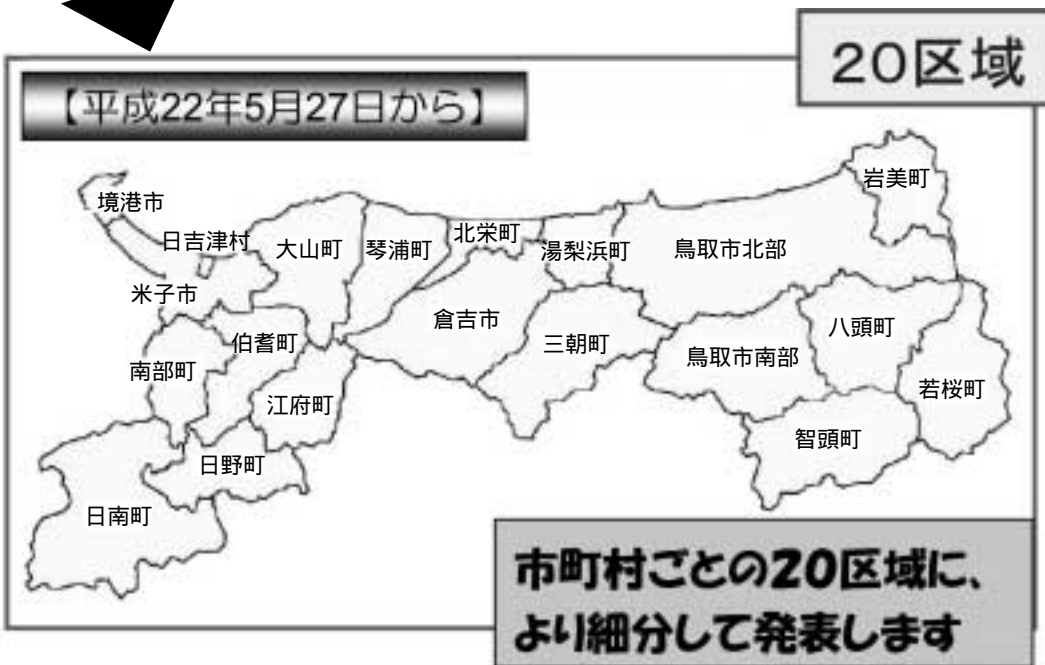 20区域
【平成22年5月27日から】
岩美町
境港市
日吉津村
大山町
琴浦町
北栄町
湯梨浜町
鳥取市北部
米子市
倉吉市
伯耆町
三朝町
八頭町
南部町
鳥取市南部
江府町
若桜町
智頭町
日野町
日南町
市町村ごとの20区域に、
より細分して発表します